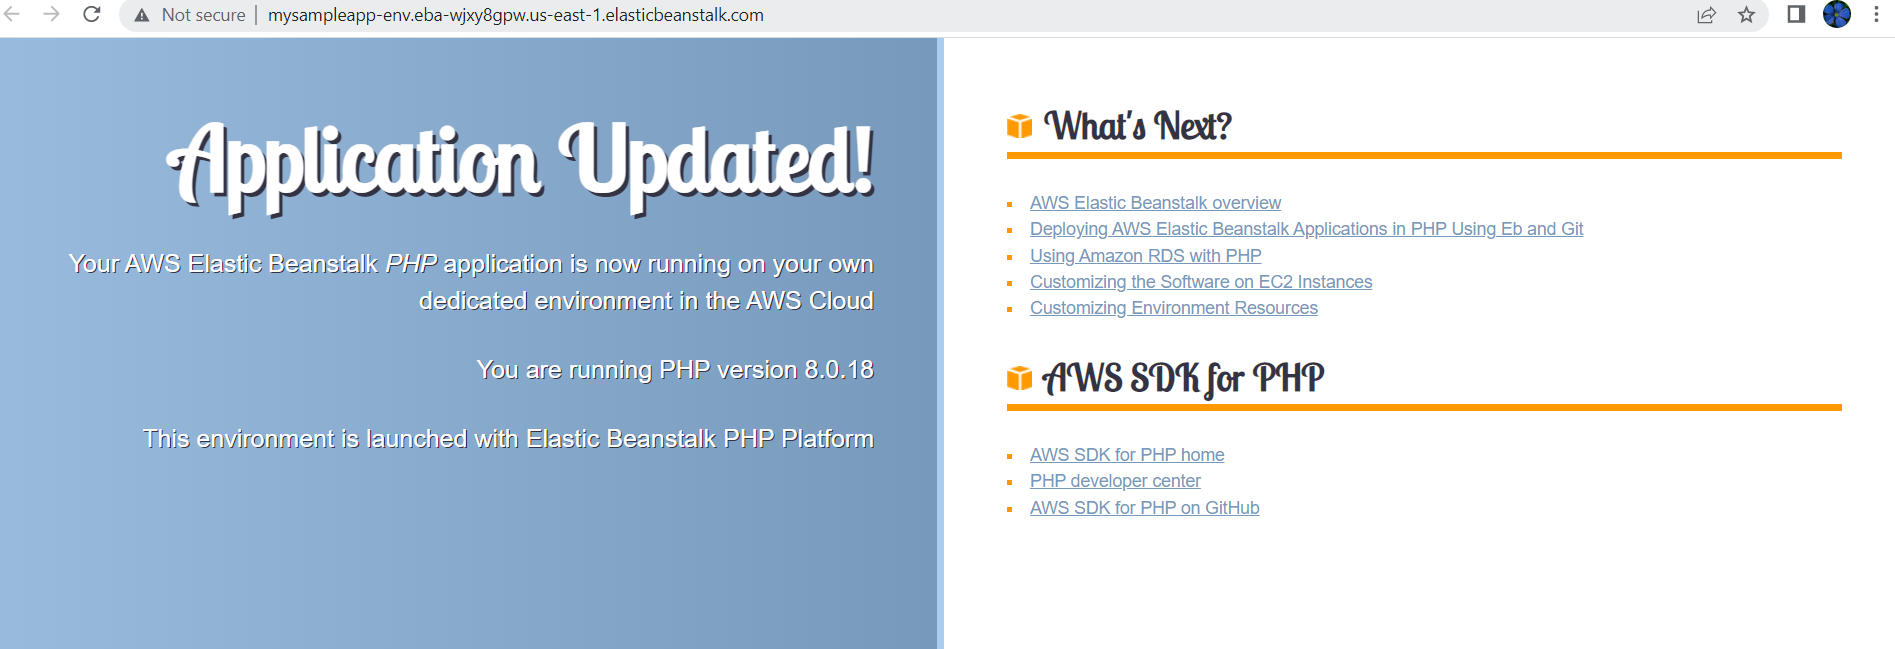 Not secure | mysampleapp-env.eba-wjxy8gpw.us-east-1.elasticbeanstalk.com
Application Updated!
Your AWS Elastic Beanstalk PHP application is now running on your own
dedicated environment in the AWS Cloud
You are running PHP version 8.0.18
This environment is launched with Elastic Beanstalk PHP Platform
What's Next?
AWS Elastic Beanstalk overview
Deploying AWS Elastic Beanstalk Applications in PHP Using Eb and Git
Using Amazon RDS with PHP
Customizing the Software on EC2 Instances
Customizing Environment Resources
AWS SDK for PHP
AWS SDK for PHP home
PHP developer center
AWS SDK for PHP on GitHub